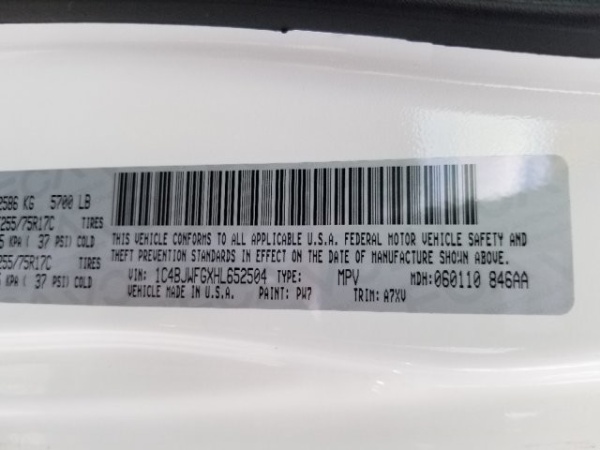 2586 KG 5700 LB
255/75R17C TIRES
KPA ( 37 PSI) COLD
255/75R17C TIRES
KPA ( 37 PSI) COLD
THIS VEHICLE CONFORMS TO ALL APPLICABLE U.S.A. FEDERAL MOTOR VEHICLE SAFETY AND
THEFT PREVENTION STANDARDS IN EFFECT ON THE DATE OF MANUFACTURE SHOWN ABOVE.
VIN: 1C4BJWFGXHL652504 TYPE: MPV MDH:060110 846AA
VEHICLE MADE IN U.S.A. PAINT: PW7 TRIM: A7XV